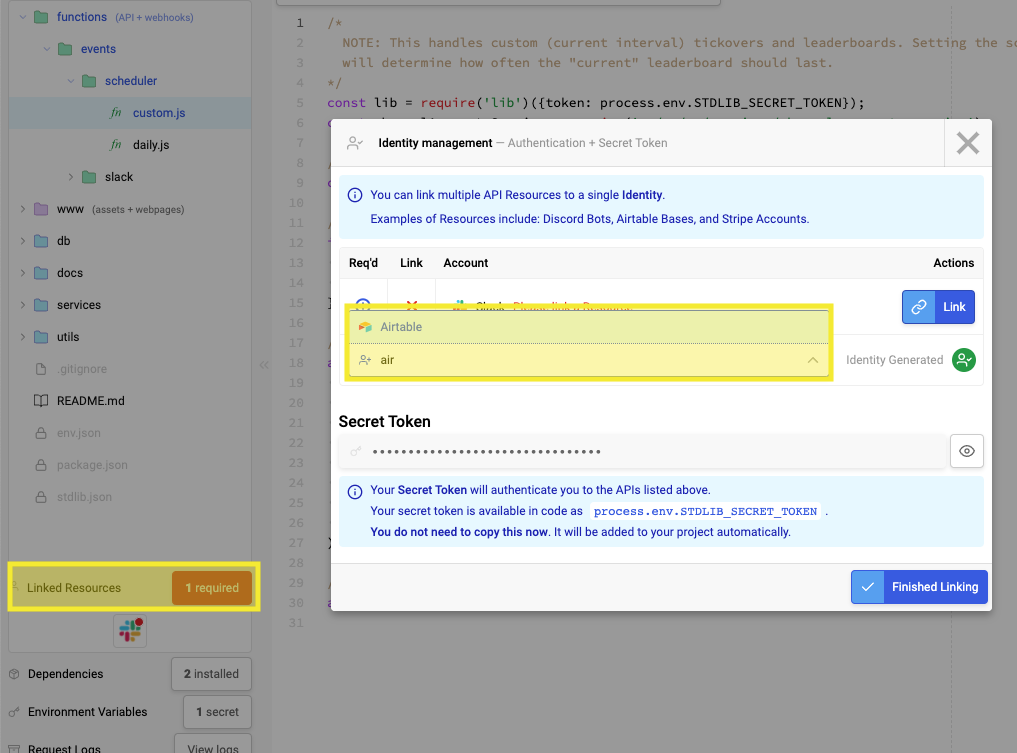 functions (API + webhooks)
events
scheduler
fn custom.js
fn daily.js
slack
www (assets + webpages)
db
docs
services
utils
.gitignore
README.md
env.json
package.json
stdlib.json
Linked Resources 1 required
Dependencies 2 installed
Environment Variables 1 secret
Request Logs View logs
1 /*
2 NOTE: This handles custom (current interval) tickovers and leaderboards. Setting the
3 will determine how often the "current" leaderboard should last.
4 */
5 const lib = require('lib')({token: process.env.STDLIB_SECRET_TOKEN});
6
7
8
9
10
11
12
13
14
15
16
17
18
19
20
21
22
23
24
25
26
27
28
29
30
31
Identity management — Authentication + Secret Token
You can link multiple API Resources to a single Identity.
Examples of Resources include: Discord Bots, Airtable Bases, and Stripe Accounts.
Req'd Link Account Actions
Link
Airtable
air
Identity Generated
Secret Token
••••••••••••••••••••••••••••••••
Your Secret Token will authenticate you to the APIs listed above.
Your secret token is available in code as process.env.STDLIB_SECRET_TOKEN .
You do not need to copy this now. It will be added to your project automatically.
Finished Linking